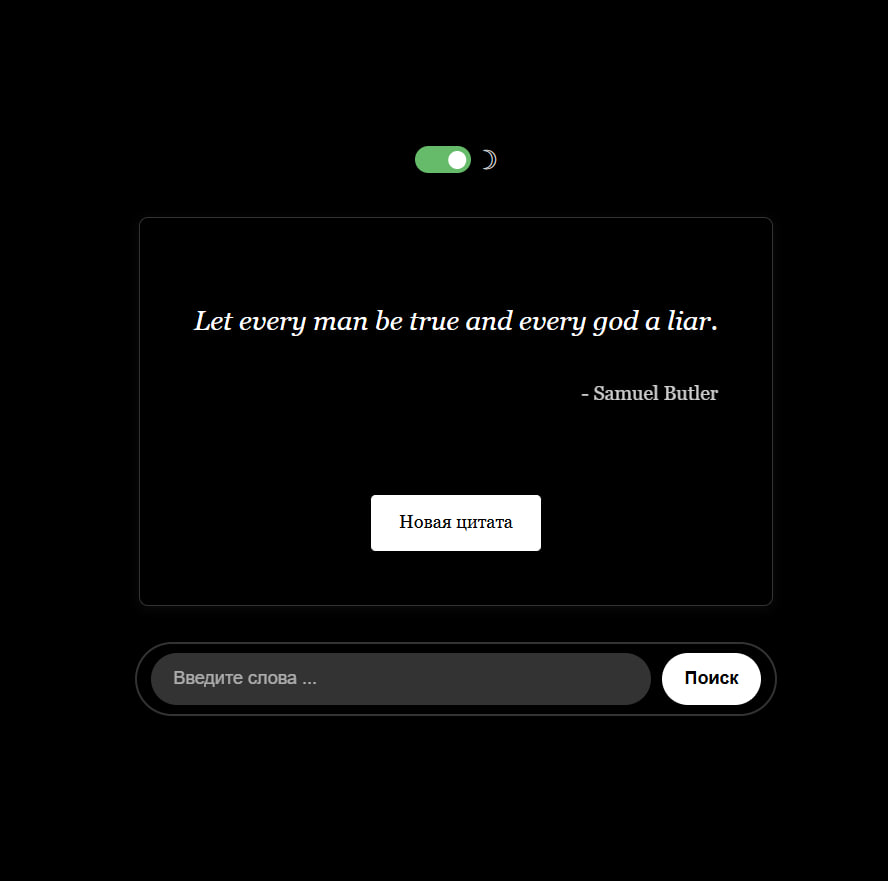 Let every man be true and every god a liar.
- Samuel Butler
Новая цитата
Введите слова ...
Поиск